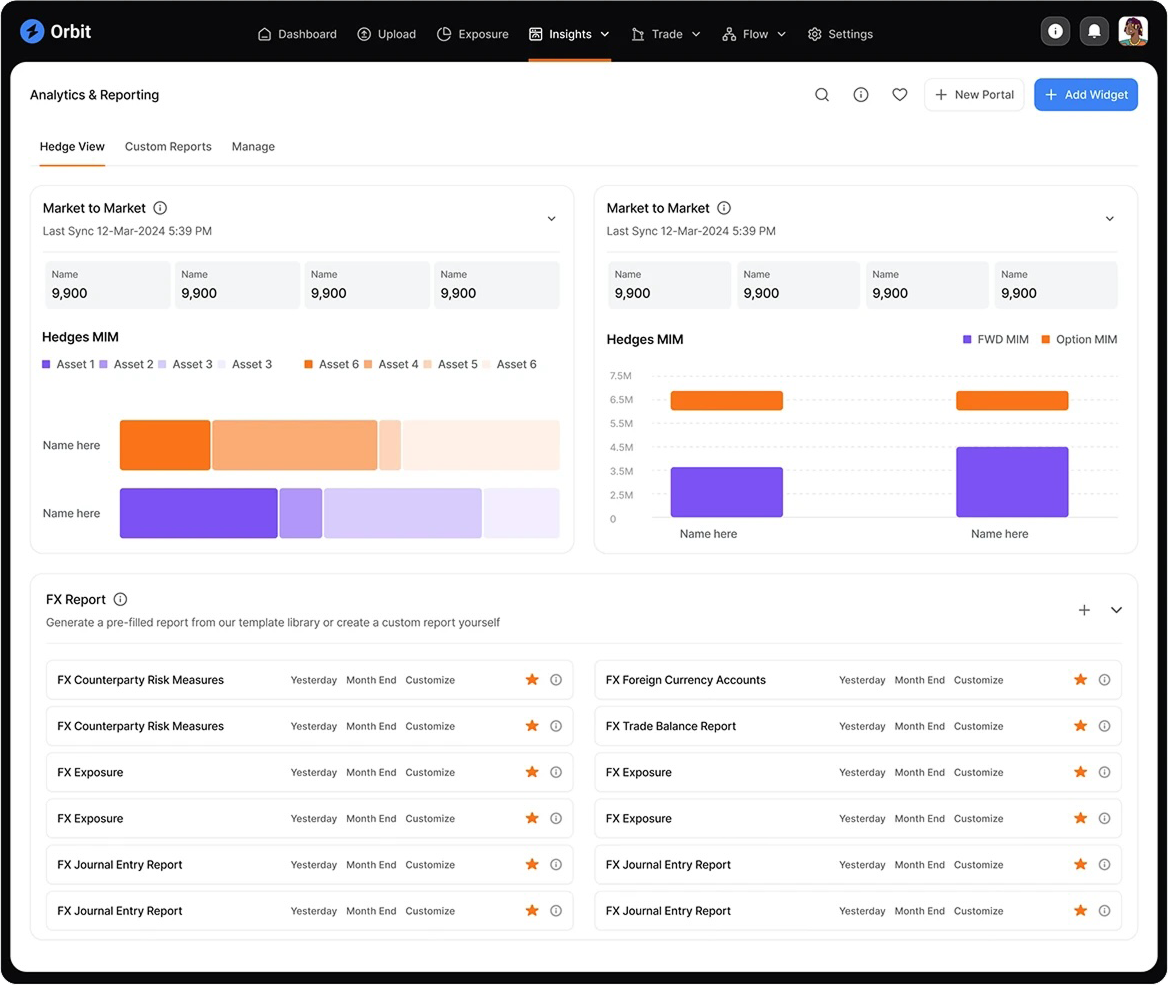 Orbit
Dashboard Upload Exposure Insights Trade Flow Settings
Analytics & Reporting
New Portal Add Widget
Hedge View Custom Reports Manage
Market to Market
Last Sync 12-Mar-2024 5:39 PM
Name Name Name Name
9,900 9,900 9,900 9,900
Hedges MIM
Asset 1 Asset 2 Asset 3 Asset 3 Asset 6 Asset 4 Asset 5 Asset 6
Name here
Name here
Market to Market
Last Sync 12-Mar-2024 5:39 PM
Name Name Name Name
9,900 9,900 9,900 9,900
Hedges MIM FWD MIM Option MIM
7.5M
6.5M
5.5M
4.5M
3.5M
2.5M
0
Name here Name here
FX Report
Generate a pre-filled report from our template library or create a custom report yourself
FX Counterparty Risk Measures Yesterday Month End Customize
FX Foreign Currency Accounts Yesterday Month End Customize
FX Counterparty Risk Measures Yesterday Month End Customize
FX Trade Balance Report Yesterday Month End Customize
FX Exposure Yesterday Month End Customize
FX Exposure Yesterday Month End Customize
FX Exposure Yesterday Month End Customize
FX Exposure Yesterday Month End Customize
FX Journal Entry Report Yesterday Month End Customize
FX Journal Entry Report Yesterday Month End Customize
FX Journal Entry Report Yesterday Month End Customize
FX Journal Entry Report Yesterday Month End Customize